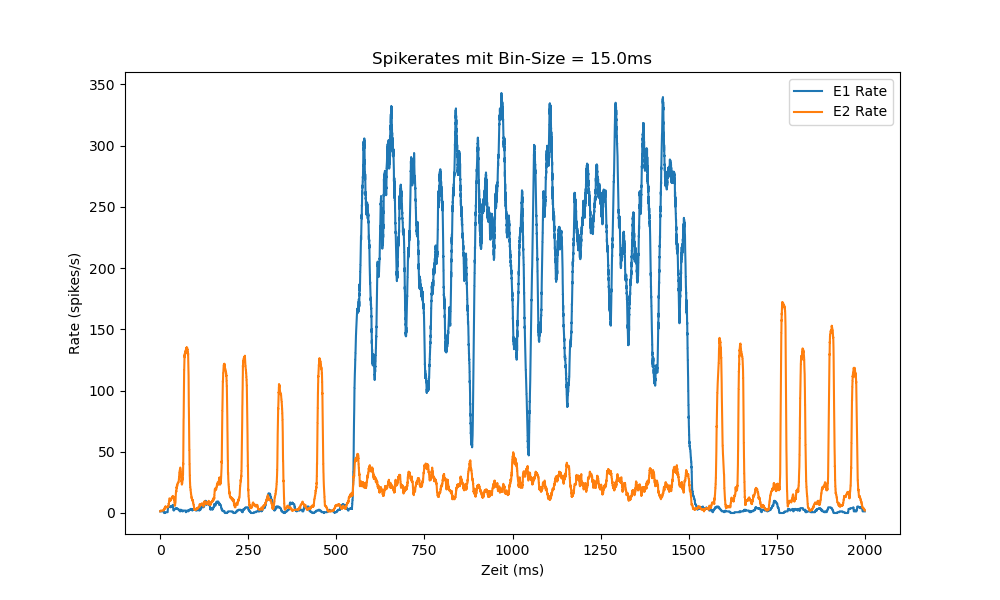 Spikerates mit Bin-Size = 15.0ms
350
300
250
200
150
100
50
0
Rate (spikes/s)
E1 Rate
E2 Rate
0 250 500 750 1000 1250 1500 1750 2000
Zeit (ms)